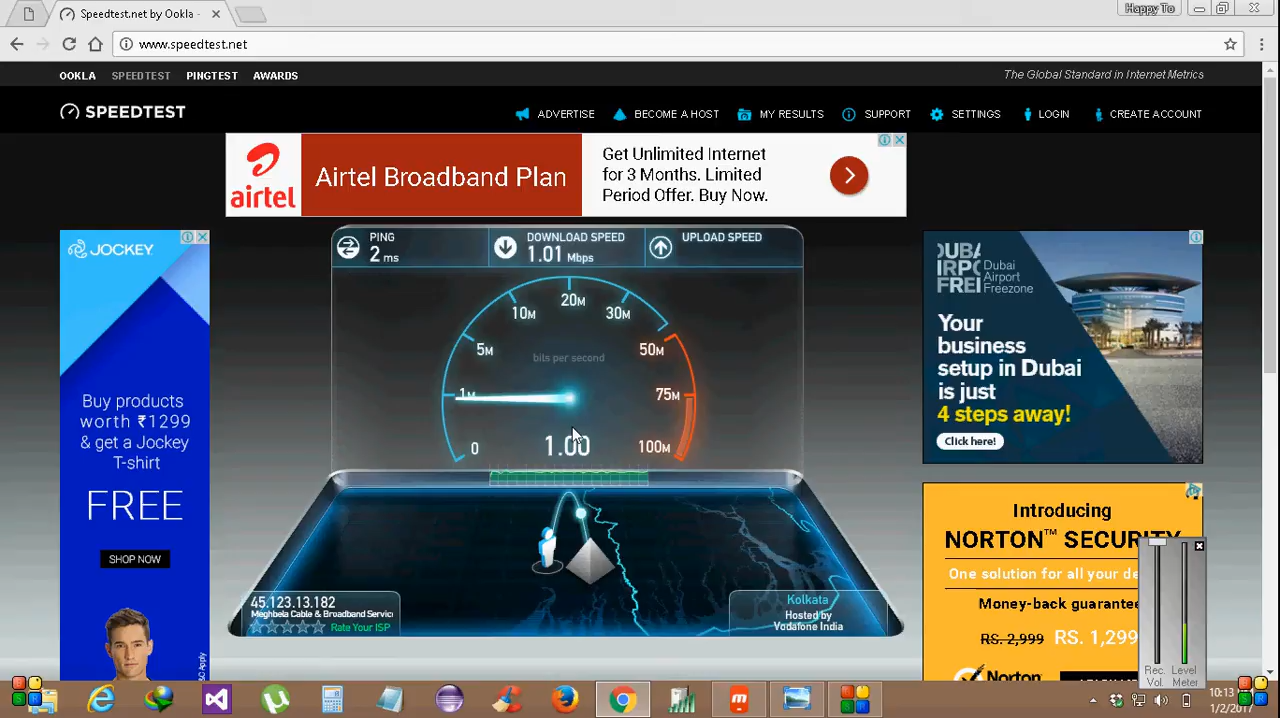 Speedtest.net by Ookla -
Happy To
www.speedtest.net
OOKLA SPEEDTEST PINGTEST AWARDS
The Global Standard in Internet Metrics
SPEEDTEST
ADVERTISE BECOME A HOST MY RESULTS SUPPORT SETTINGS LOGIN CREATE ACCOUNT
airtel
Airtel Broadband Plan
Get Unlimited Internet
for 3 Months. Limited
Period Offer. Buy Now.
JOCKEY
Buy products
worth ₹1299
& get a Jockey
T-shirt
FREE
SHOP NOW
PING
2 ms
DOWNLOAD SPEED
1.01 Mbps
UPLOAD SPEED
20M
10M
30M
5M
50M
bits per second
1M
75M
0
1.00
100M
45.123.13.182
Meghbela Cable & Broadband Servic
Rate Your ISP
Kolkata
Hosted by
Vodafone India
Dubai
Airport
Freezone
Your
business
setup in Dubai
is just
4 steps away!
Click here!
Introducing
NORTON™ SECURITY
One solution for all your de
Money-back guarantee
RS. 2,999 RS. 1,299
Norton
Rec. Level
Vol. Meter
10:13
1/2/2017